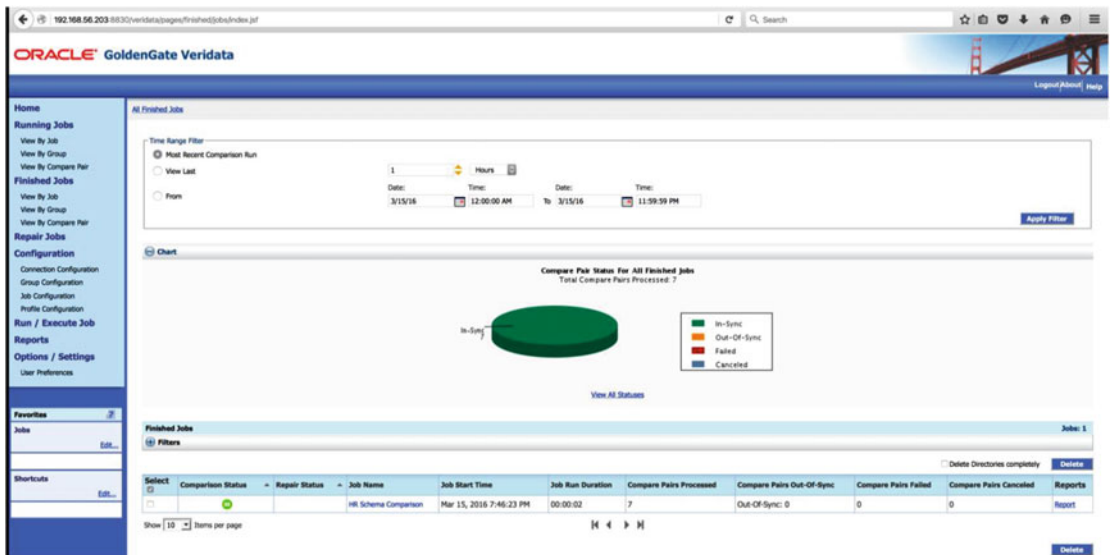 192.168.56.203:8830/veridata/pages/finished/jobs/index.jsf
Search
ORACLE GoldenGate Veridata
Logout About Help
Home
Running Jobs
View By Job
View By Group
View By Compare Pair
Finished Jobs
View By Job
View By Group
View By Compare Pair
Repair Jobs
Configuration
Connection Configuration
Group Configuration
Job Configuration
Profile Configuration
Run / Execute Job
Reports
Options / Settings
User Preferences
Favorites ?
Jobs
Edit...
Shortcuts
Edit...
All Finished Jobs
Time Range Filter
Most Recent Comparison Run
View Last 1 Hours
Date: Time: Date: Time:
From 3/15/16 12:00:00 AM To 3/15/16 11:59:59 PM
Apply Filter
Chart
Compare Pair Status For All Finished Jobs
Total Compare Pairs Processed: 7
In-Sync
7
In-Sync
Out-Of-Sync
Failed
Canceled
View All Statuses
Finished Jobs Jobs: 1
Filters
Delete Directories completely Delete
Select Comparison Status Repair Status Job Name Job Start Time Job Run Duration Compare Pairs Processed Compare Pairs Out-Of-Sync Compare Pairs Failed Compare Pairs Canceled Reports
HR Schema Comparison Mar 15, 2016 7:46:23 PM 00:00:02 7 Out-Of-Sync: 0 0 0 Report
Show 10 Items per page
Delete